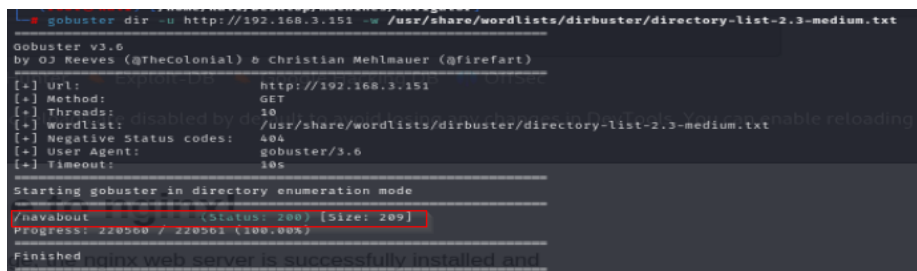 # gobuster dir -u http://192.168.3.151 -w /usr/share/wordlists/dirbuster/directory-list-2.3-medium.txt
Gobuster v3.6
by OJ Reeves (@TheColonial) & Christian Mehlmauer (@firefart)
[+] Url: http://192.168.3.151
[+] Method: GET
[+] Threads: 10
[+] Wordlist: /usr/share/wordlists/dirbuster/directory-list-2.3-medium.txt
[+] Negative Status codes: 404
[+] User Agent: gobuster/3.6
[+] Timeout: 10s
Starting gobuster in directory enumeration mode
/navabout (Status: 200) [Size: 209]
Progress: 220560 / 220561 (100.00%)
Finished
the nginx web server is successfully installed and